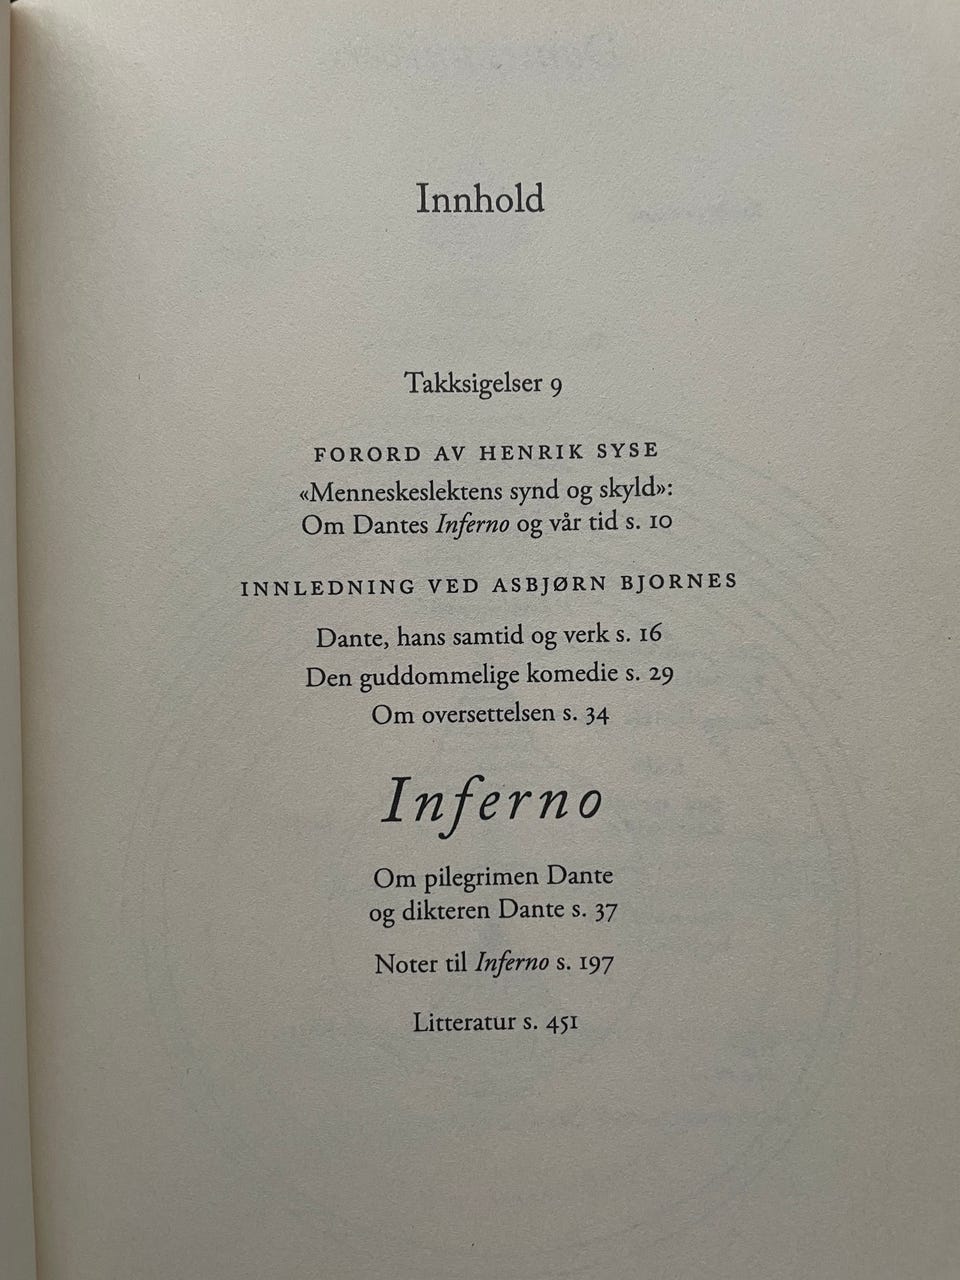 Innhold
Takksigelser 9
FORORD AV HENRIK SYSE
«Menneskeslektens synd og skyld»:
Om Dantes Inferno og vår tid s. 10
INNLEDNING VED ASBJØRN BJORNES
Dante, hans samtid og verk s. 16
Den guddommelige komedie s. 29
Om oversettelsen s. 34
Inferno
Om pilegrimen Dante
og dikteren Dante s. 37
Noter til Inferno s. 197
Litteratur s. 451